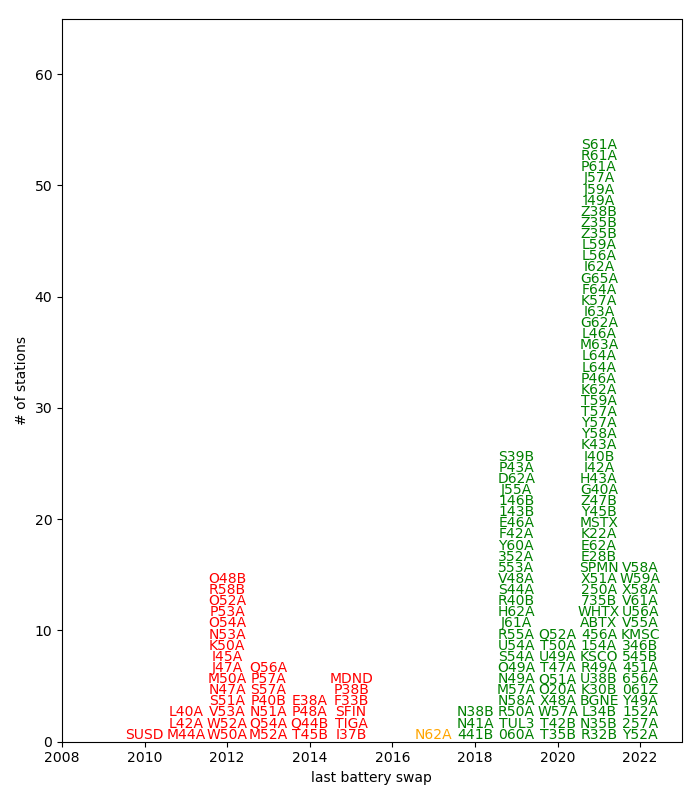 60
S61A
R61A
P61A
J57A
50 J59A
I49A
Z38B
Z35B
Z35B
L59A
L56A
I62A
G65A
F64A
40 K57A
I63A
G62A
L46A
M63A
L64A
L64A
P46A
K62A
T59A
30 T57A
Y57A
Y58A
K43A
S39B I40B
P43A I42A
D62A H43A
J55A G40A
146B Z47B
20 143B Y45B
E46A MSTX
F42A K22A
Y60A E62A
352A E28B
553A SPMN V58A
O48B V48A X51A W59A
R58B S44A 250A X58A
O52A R40B 735B V61A
P53A H62A WHTX U56A
O54A J61A ABTX V55A
10 N53A R55A Q52A 456A KMSC
K50A U54A T50A 154A 346B
I45A S54A U49A KSCO 545B
J47A O56A O49A T47A R49A 451A
M50A P57A MDND N49A Q51A U38B 656A
N47A S57A P38B M57A O20A K30B 061Z
S51A P40B E38A F33B N58A X48A BGNE Y49A
L40A V53A N51A P48A SFIN N38B R50A W57A L34B 152A
L42A W52A O54A O44B TIGA N41A TUL3 T42B N35B 257A
SUSD M44A W50A M52A T45B I37B N62A 441B 060A T35B R32B Y52A
0
2008 2010 2012 2014 2016 2018 2020 2022
last battery swap
# of stations